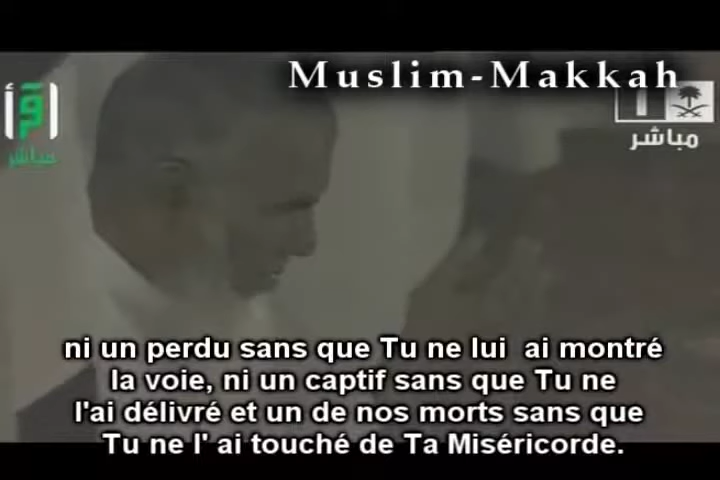 Muslim-Makkah
اقرأ
مباشر
1
مباشر
ni un perdu sans que Tu ne lui ai montré
la voie, ni un captif sans que Tu ne
l'ai délivré et un de nos morts sans que
Tu ne l' ai touché de Ta Miséricorde.